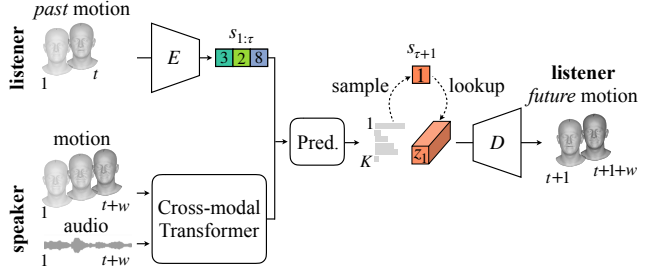 past motion
listener
1
t
E
s1:τ
3 2 8
motion
1
t+w
speaker
audio
1
t+w
Cross-modal
Transformer
Pred.
1
K
sample
sτ+1
1
lookup
z1
D
listener
future motion
t+1
t+1+w